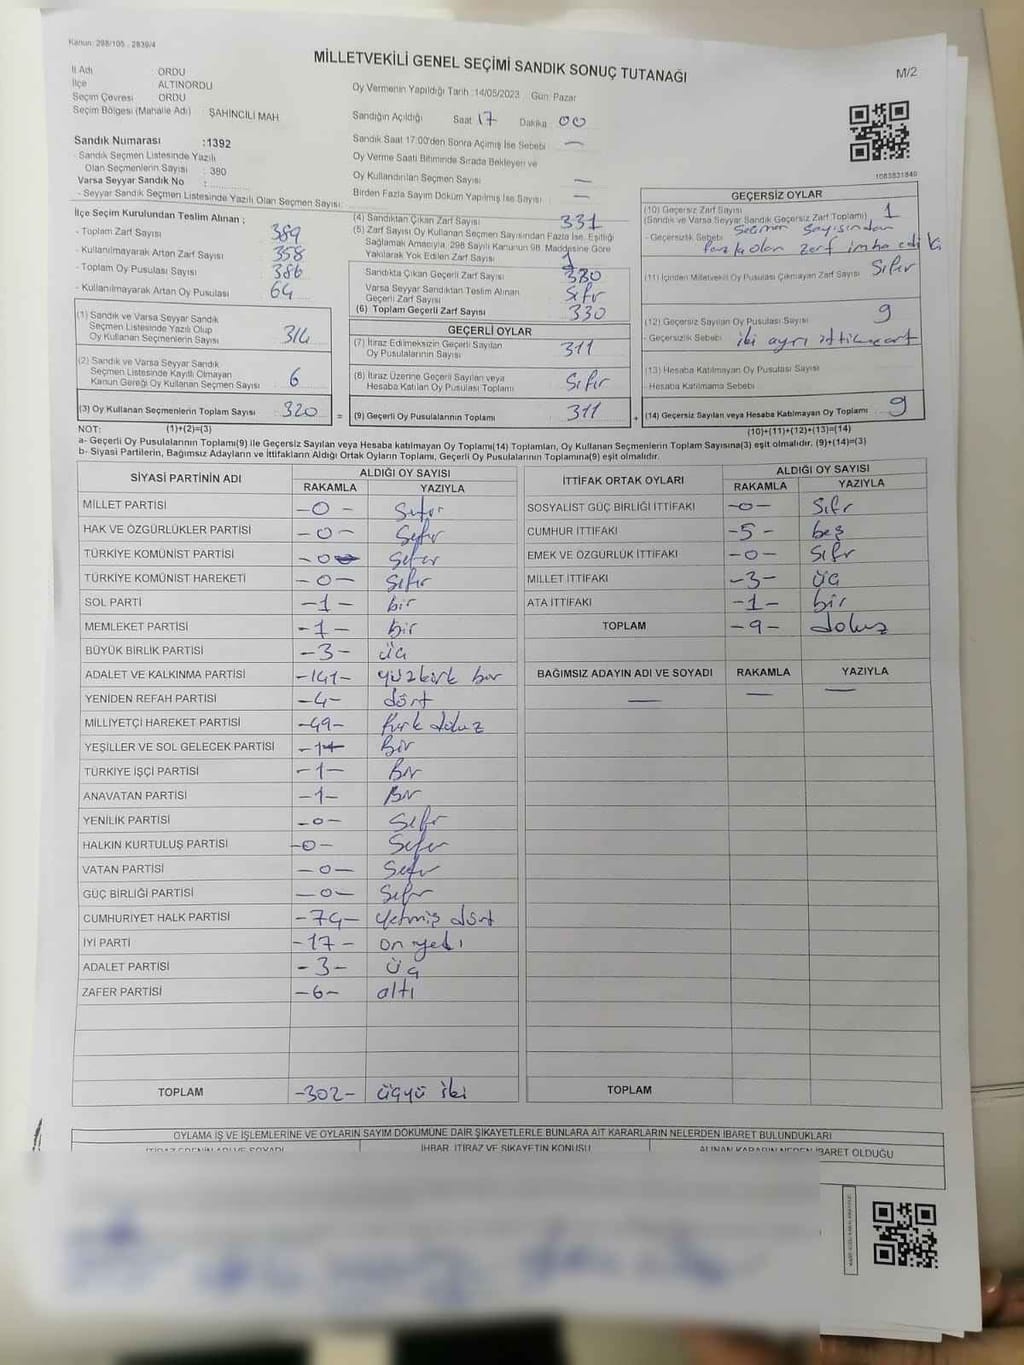 Kanun: 298/105 - 2839/4
MİLLETVEKİLİ GENEL SEÇİMİ SANDIK SONUÇ TUTANAĞI
M/2
İl Adı ORDU
İlçe ALTINORDU
Seçim Çevresi ORDU
Seçim Bölgesi (Mahalle Adı) ŞAHİNCİLİ MAH
Oy Vermenin Yapıldığı Tarih :14/05/2023 Gün: Pazar
Sandığın Açıldığı Saat 17 Dakika 00
Sandık Saat 17:00'den Sonra Açılmış İse Sebebi —
Sandık Numarası :1392
- Sandık Seçmen Listesinde Yazılı
Olan Seçmenlerin Sayısı : 380
Varsa Seyyar Sandık No :
- Seyyar Sandık Seçmen Listesinde Yazılı Olan Seçmen Sayısı:
Oy Verme Saati Bitiminde Sırada Bekleyen ve
Oy Kullandırılan Seçmen Sayısı —
Birden Fazla Sayım Döküm Yapılmış İse Sayısı —
1083831840
İlçe Seçim Kurulundan Teslim Alınan ;
- Toplam Zarf Sayısı 389
- Kullanılmayarak Artan Zarf Sayısı 358
- Toplam Oy Pusulası Sayısı 386
- Kullanılmayarak Artan Oy Pusulası 64
(1) Sandık ve Varsa Seyyar Sandık
Seçmen Listesinde Yazılı Olup
Oy Kullanan Seçmenlerin Sayısı 314
(2) Sandık ve Varsa Seyyar Sandık
Seçmen Listesinde Kayıtlı Olmayan
Kanun Gereği Oy Kullanan Seçmen Sayısı 6
(3) Oy Kullanan Seçmenlerin Toplam Sayısı 320
(4) Sandıktan Çıkan Zarf Sayısı 331
(5) Zarf Sayısı Oy Kullanan Seçmen Sayısından Fazla İse, Eşitliği
Sağlamak Amacıyla, 298 Sayılı Kanunun 98. Maddesine Göre
Yakılarak Yok Edilen Zarf Sayısı 1
Sandıkta Çıkan Geçerli Zarf Sayısı 330
Varsa Seyyar Sandıktan Teslim Alınan
Geçerli Zarf Sayısı Sıfır
(6) Toplam Geçerli Zarf Sayısı 330
GEÇERLİ OYLAR
(7) İtiraz Edilmeksizin Geçerli Sayılan
Oy Pusulalarının Sayısı 311
(8) İtiraz Üzerine Geçerli Sayılan veya
Hesaba Katılan Oy Pusulası Toplamı Sıfır
= (9) Geçerli Oy Pusulalarının Toplamı 311 +
GEÇERSİZ OYLAR
(10) Geçersiz Zarf Sayısı
(Sandık ve Varsa Seyyar Sandık Geçersiz Zarf Toplamı) 1
- Geçersizlik Sebebi Seçmen Sayısından
fazla olan zarf imha edildi
(11) İçinden Milletvekili Oy Pusulası Çıkmayan Zarf Sayısı Sıfır
(12) Geçersiz Sayılan Oy Pusulası Sayısı 9
- Geçersizlik Sebebi iki ayrı
(13) Hesaba Katılmayan Oy Pusulası Sayısı
- Hesaba Katılmama Sebebi
(14) Geçersiz Sayılan veya Hesaba Katılmayan Oy Toplamı 9
NOT: (1)+(2)=(3) (10)+(11)+(12)+(13)=(14)
a- Geçerli Oy Pusulalarının Toplamı(9) ile Geçersiz Sayılan veya Hesaba katılmayan Oy Toplamı(14) Toplamları, Oy Kullanan Seçmenlerin Toplam Sayısına(3) eşit olmalıdır. (9)+(14)=(3)
b- Siyasi Partilerin, Bağımsız Adayların ve İttifakların Aldığı Ortak Oyların Toplamı, Geçerli Oy Pusulalarının Toplamına(9) eşit olmalıdır.
SİYASİ PARTİNİN ADI ALDIĞI OY SAYISI
RAKAMLA YAZIYLA
MİLLET PARTİSİ -0- Sıfır
HAK VE ÖZGÜRLÜKLER PARTİSİ -0- Sıfır
TÜRKİYE KOMÜNİST PARTİSİ -0- Sıfır
TÜRKİYE KOMÜNİST HAREKETİ -0- Sıfır
SOL PARTİ -1- bir
MEMLEKET PARTİSİ -1- bir
BÜYÜK BİRLİK PARTİSİ -3- üç
ADALET VE KALKINMA PARTİSİ -141- yüzkırk bir
YENİDEN REFAH PARTİSİ -4- dört
MİLLİYETÇİ HAREKET PARTİSİ -49- kırk dokuz
YEŞİLLER VE SOL GELECEK PARTİSİ -1- Bir
TÜRKİYE İŞÇİ PARTİSİ -1- Bir
ANAVATAN PARTİSİ -1- Bir
YENİLİK PARTİSİ -0- Sıfır
HALKIN KURTULUŞ PARTİSİ -0- Sıfır
VATAN PARTİSİ -0- Sıfır
GÜÇ BİRLİĞİ PARTİSİ -0- Sıfır
CUMHURİYET HALK PARTİSİ -74- yetmiş dört
İYİ PARTİ -17- on yedi
ADALET PARTİSİ -3- üç
ZAFER PARTİSİ -6- altı
TOPLAM -302- üçyü iki
İTTİFAK ORTAK OYLARI ALDIĞI OY SAYISI
RAKAMLA YAZIYLA
SOSYALİST GÜÇ BİRLİĞİ İTTİFAKI -0- Sıfır
CUMHUR İTTİFAKI -5- beş
EMEK VE ÖZGÜRLÜK İTTİFAKI -0- Sıfır
MİLLET İTTİFAKI -3- üç
ATA İTTİFAKI -1- bir
TOPLAM -9- dokuz
BAĞIMSIZ ADAYIN ADI VE SOYADI RAKAMLA YAZIYLA
— — —
TOPLAM
OYLAMA İŞ VE İŞLEMLERİNE VE OYLARIN SAYIM DÖKÜMÜNE DAİR ŞİKAYETLERLE BUNLARA AİT KARARLARIN NELERDEN İBARET BULUNDUKLARI
İTİRAZ EDENİN ADI VE SOYADI İHBAR, İTİRAZ VE ŞİKAYETİN KONUSU ALINAN KARARIN NEDEN İBARET OLDUĞU